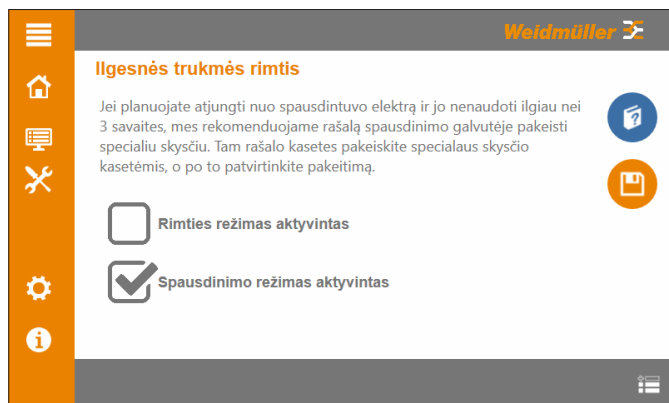 Weidmüller
Ilgesnės trukmės rimtis
Jei planuojate atjungti nuo spausdintuvo elektrą ir jo nenaudoti ilgiau nei
3 savaites, mes rekomenduojame rašalą spausdinimo galvutėje pakeisti
specialiu skysčiu. Tam rašalo kasetes pakeiskite specialaus skysčio
kasetėmis, o po to patvirtinkite pakeitimą.
Rimties režimas aktyvintas
Spausdinimo režimas aktyvintas